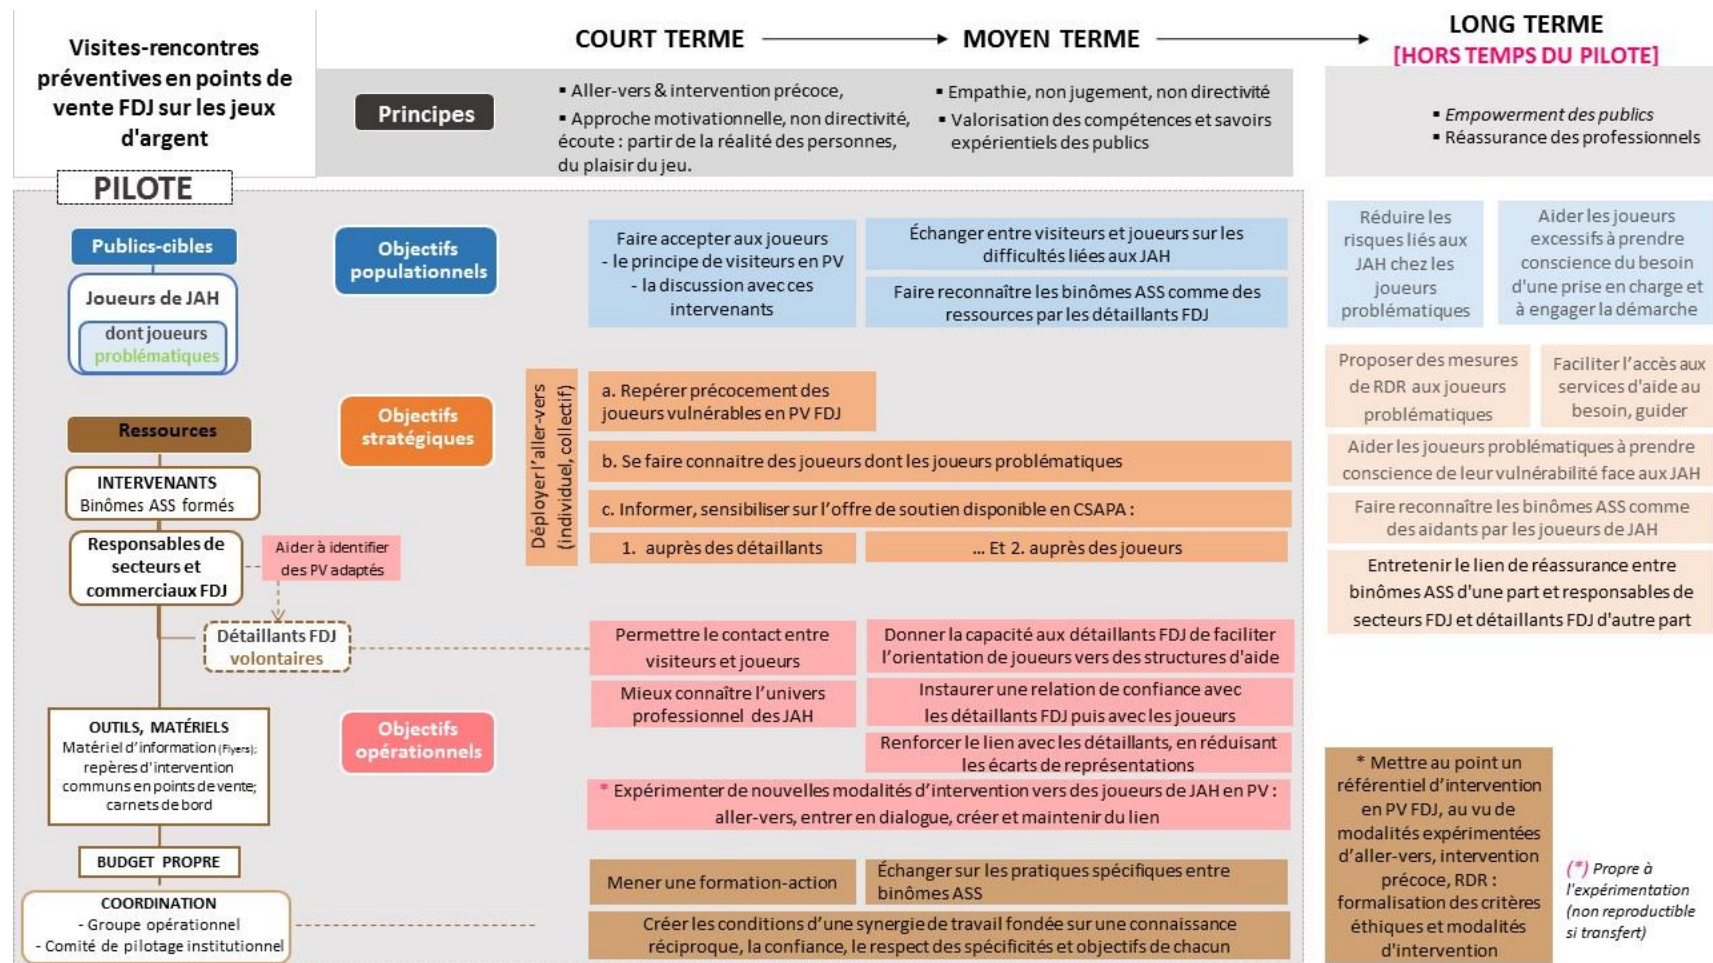 Visites-rencontres
préventives en points de
vente FDJ sur les jeux
d'argent
COURT TERME
MOYEN TERME
LONG TERME
[HORS TEMPS DU PILOTE]
Principes
▪ Aller-vers & intervention précoce,
▪ Approche motivationnelle, non directivité,
écoute : partir de la réalité des personnes,
du plaisir du jeu.
▪ Empathie, non jugement, non directivité
▪ Valorisation des compétences et savoirs
expérientiels des publics
▪ Empowerment des publics
▪ Réassurance des professionnels
PILOTE
Publics-cibles
Joueurs de JAH
dont joueurs
problématiques
Objectifs
populationnels
Faire accepter aux joueurs
- le principe de visiteurs en PV
- la discussion avec ces
intervenants
Échanger entre visiteurs et joueurs sur les
difficultés liées aux JAH
Faire reconnaître les binômes ASS comme des
ressources par les détaillants FDJ
Réduire les
risques liés aux
JAH chez les
joueurs
problématiques
Aider les joueurs
excessifs à prendre
conscience du besoin
d'une prise en charge et
à engager la démarche
Ressources
INTERVENANTS
Binômes ASS formés
Responsables de
secteurs et
commerciaux FDJ
Aider à identifier
des PV adaptés
Détaillants FDJ
volontaires
Objectifs
stratégiques
Déployer l'aller-vers
(individuel, collectif)
a. Repérer précocement des
joueurs vulnérables en PV FDJ
b. Se faire connaitre des joueurs dont les joueurs problématiques
c. Informer, sensibiliser sur l'offre de soutien disponible en CSAPA :
1. auprès des détaillants
... Et 2. auprès des joueurs
Proposer des mesures
de RDR aux joueurs
problématiques
Faciliter l'accès aux
services d'aide au
besoin, guider
Aider les joueurs problématiques à prendre
conscience de leur vulnérabilité face aux JAH
Faire reconnaître les binômes ASS comme
des aidants par les joueurs de JAH
Entretenir le lien de réassurance entre
binômes ASS d'une part et responsables de
secteurs FDJ et détaillants FDJ d'autre part
OUTILS, MATÉRIELS
Matériel d'information (Flyers);
repères d'intervention
communs en points de vente;
carnets de bord
Objectifs
opérationnels
Permettre le contact entre
visiteurs et joueurs
Donner la capacité aux détaillants FDJ de faciliter
l'orientation de joueurs vers des structures d'aide
Mieux connaître l'univers
professionnel des JAH
Instaurer une relation de confiance avec
les détaillants FDJ puis avec les joueurs
Renforcer le lien avec les détaillants, en réduisant
les écarts de représentations
* Expérimenter de nouvelles modalités d'intervention vers des joueurs de JAH en PV :
aller-vers, entrer en dialogue, créer et maintenir du lien
BUDGET PROPRE
COORDINATION
- Groupe opérationnel
- Comité de pilotage institutionnel
Mener une formation-action
Échanger sur les pratiques spécifiques entre
binômes ASS
Créer les conditions d'une synergie de travail fondée sur une connaissance
réciproque, la confiance, le respect des spécificités et objectifs de chacun
* Mettre au point un
référentiel d'intervention
en PV FDJ, au vu de
modalités expérimentées
d'aller-vers, intervention
précoce, RDR :
formalisation des critères
éthiques et modalités
d'intervention
(*) Propre à
l'expérimentation
(non reproductible
si transfert)